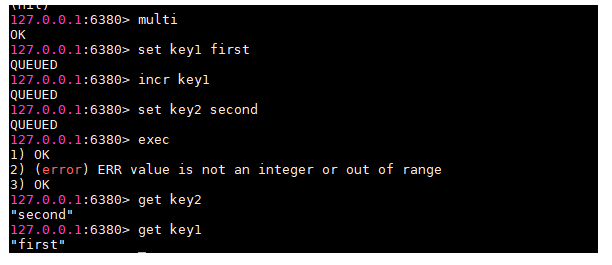 (nil)
127.0.0.1:6380> multi
OK
127.0.0.1:6380> set key1 first
QUEUED
127.0.0.1:6380> incr key1
QUEUED
127.0.0.1:6380> set key2 second
QUEUED
127.0.0.1:6380> exec
1) OK
2) (error) ERR value is not an integer or out of range
3) OK
127.0.0.1:6380> get key2
"second"
127.0.0.1:6380> get key1
"first"